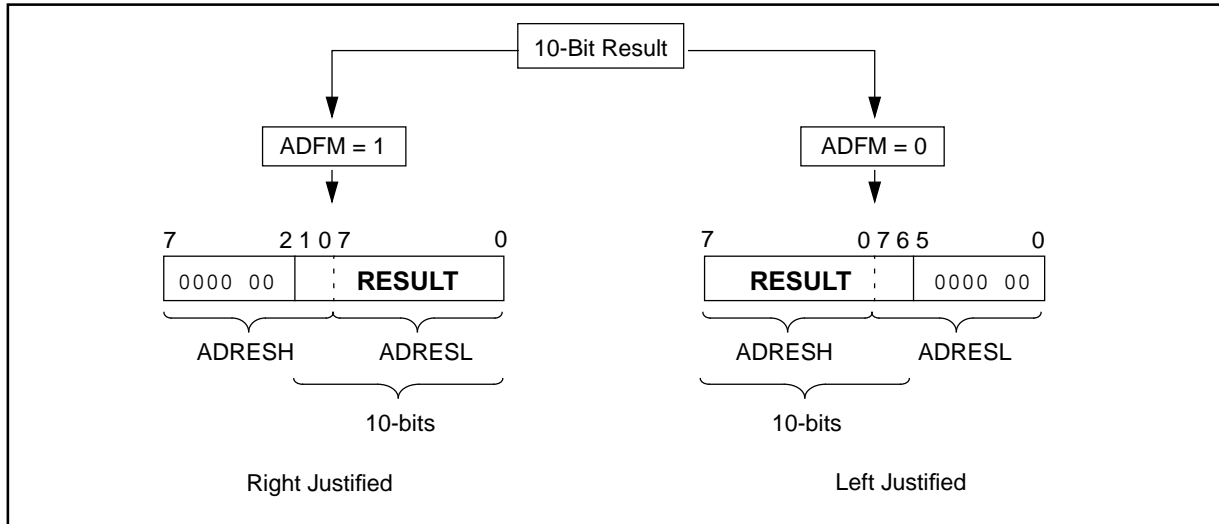 10-Bit Result
ADFM = 1
ADFM = 0
7 2 1 0 7 0
7 0 7 6 5 0
0000 00 RESULT
RESULT 0000 00
ADRESH ADRESL
ADRESH ADRESL
10-bits
10-bits
Right Justified
Left Justified